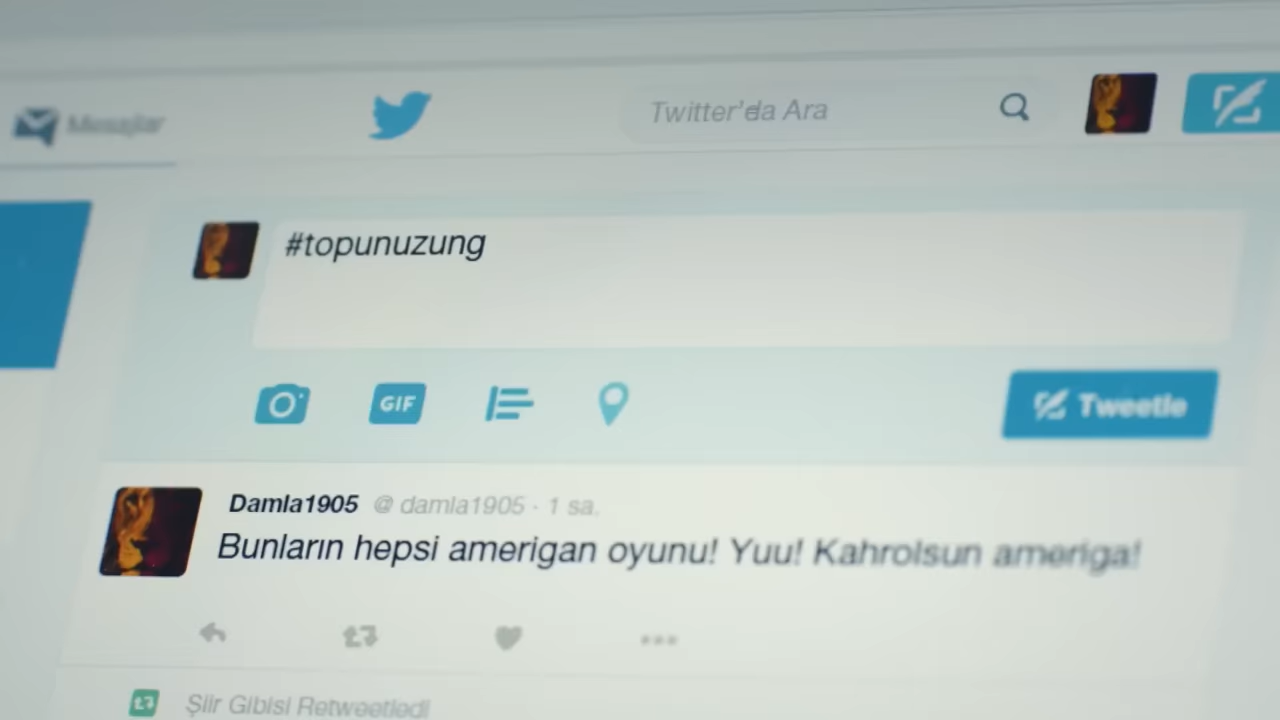 Mesajlar
Twitter'da Ara
#topunuzung
GIF
Tweetle
Damla1905 @damla1905 · 1 sa.
Bunların hepsi amerigan oyunu! Yuu! Kahrolsun ameriga!
Şiir Gibisi Retweetledi